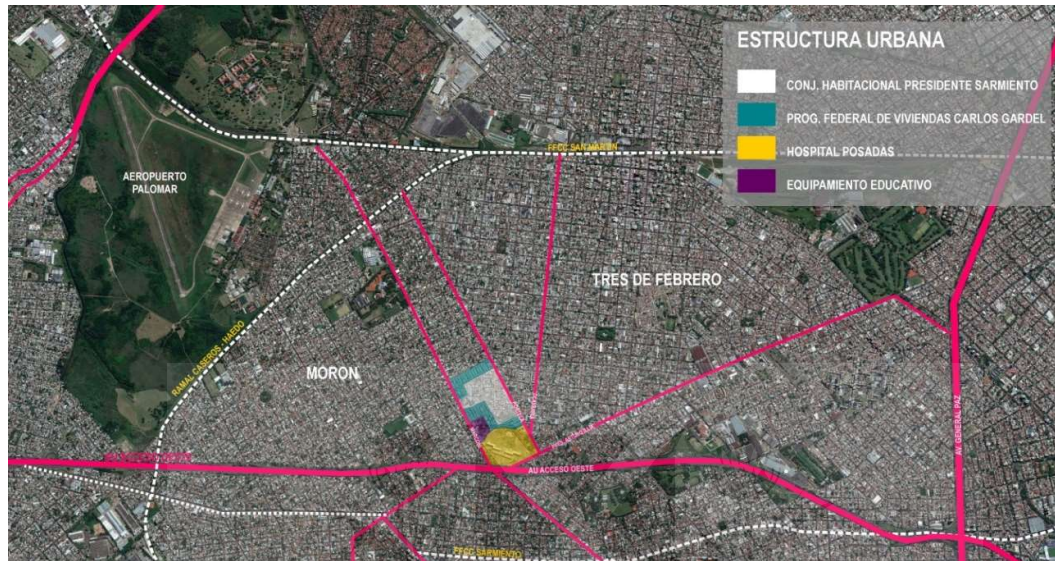 ESTRUCTURA URBANA
CONJ. HABITACIONAL PRESIDENTE SARMIENTO
PROG. FEDERAL DE VIVIENDAS CARLOS GARDEL
HOSPITAL POSADAS
EQUIPAMIENTO EDUCATIVO
FFCC SAN MARTIN
AEROPUERTO
PALOMAR
TRES DE FEBRERO
RAMAL CASEROS - HAEDO
MORON
AV. GENERAL PAZ
AU ACCESO OESTE
FFCC SARMIENTO